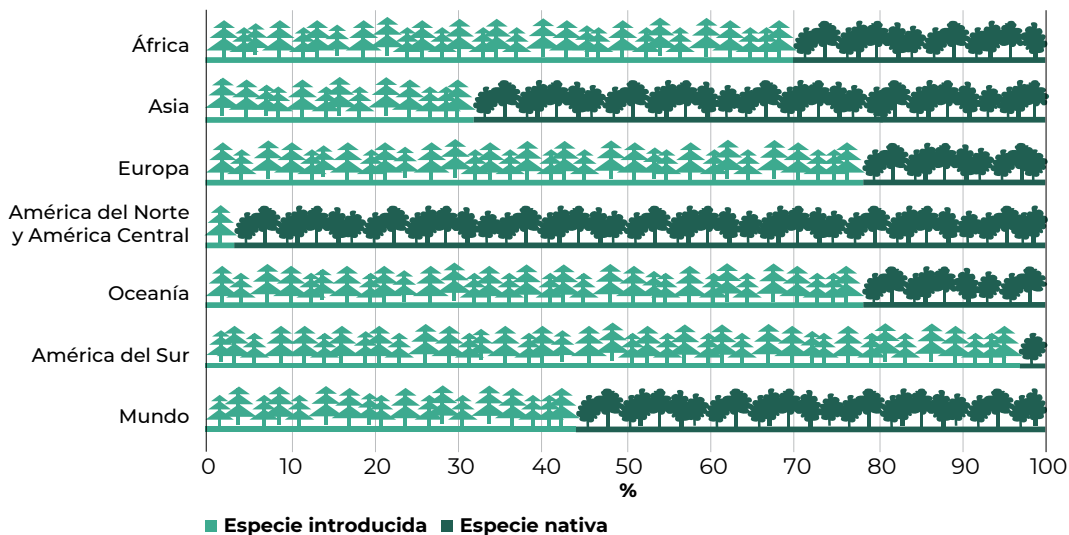 África
Asia
Europa
América del Norte
y América Central
Oceanía
América del Sur
Mundo
0 10 20 30 40 50 60 70 80 90 100
%
Especie introducida Especie nativa